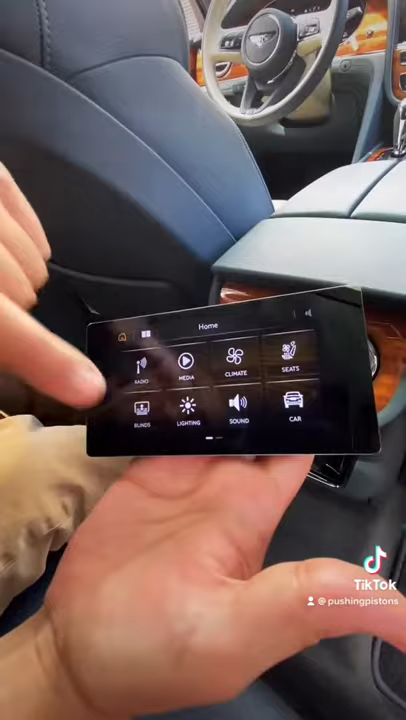 Home
RADIO
MEDIA
CLIMATE
SEATS
BLINDS
LIGHTING
SOUND
CAR
TikTok
@pushingpistons